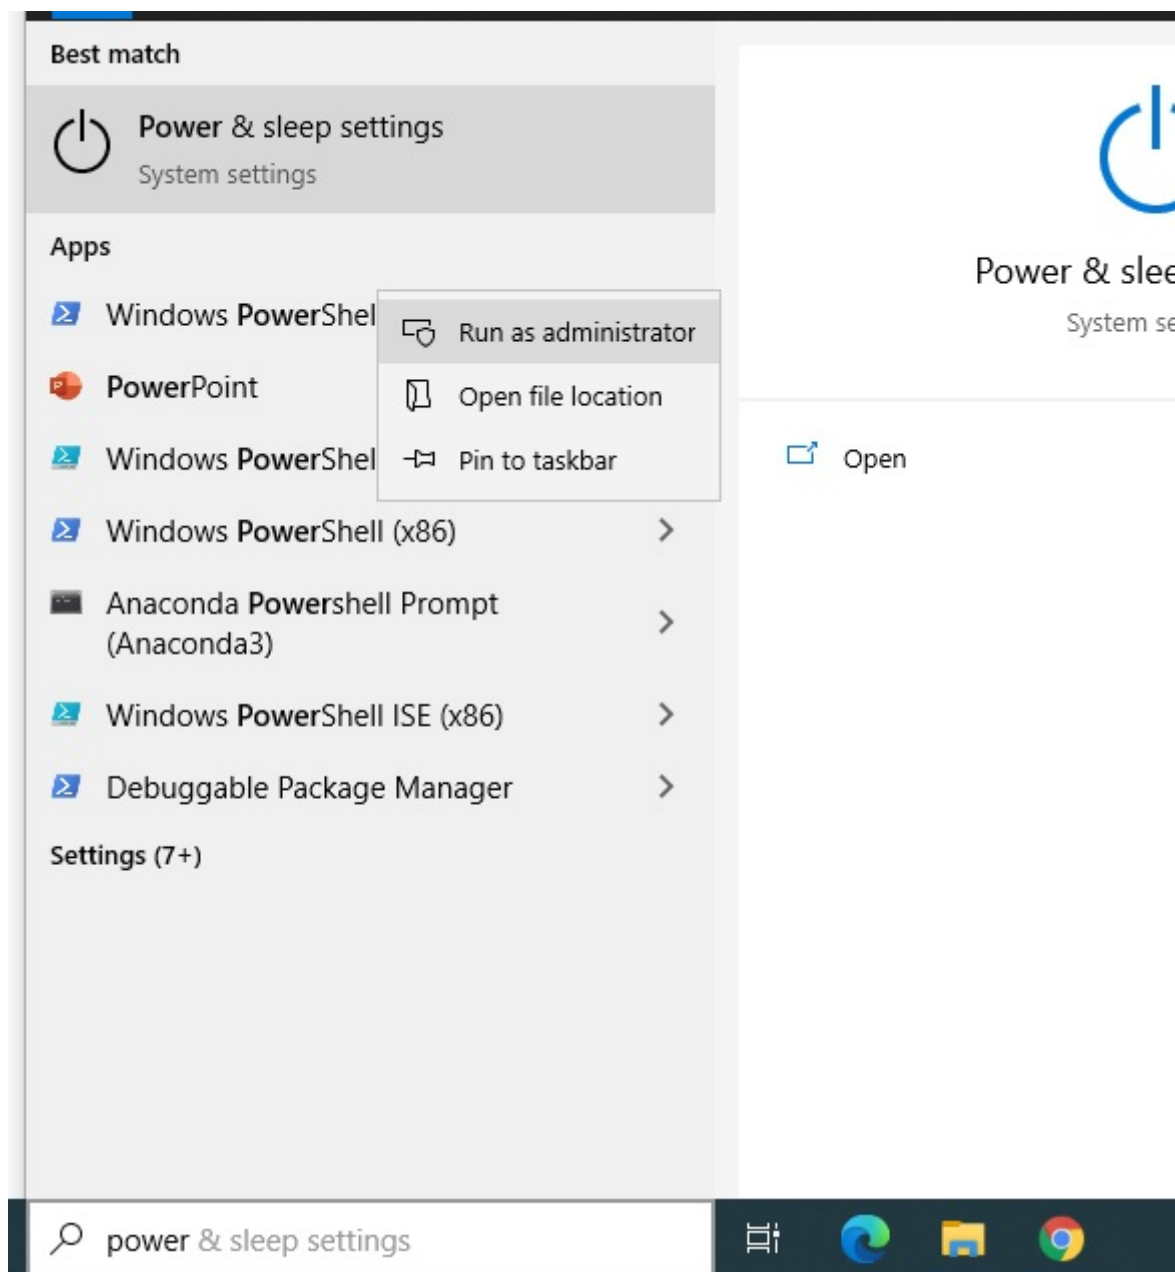 Best match
Power & sleep settings
System settings
Apps
Windows PowerShel
Run as administrator
PowerPoint
Open file location
Windows PowerShel
Pin to taskbar
Windows PowerShell (x86)
Anaconda Powershell Prompt
(Anaconda3)
Windows PowerShell ISE (x86)
Debuggable Package Manager
Settings (7+)
power & sleep settings
Power & slee
System se
Open